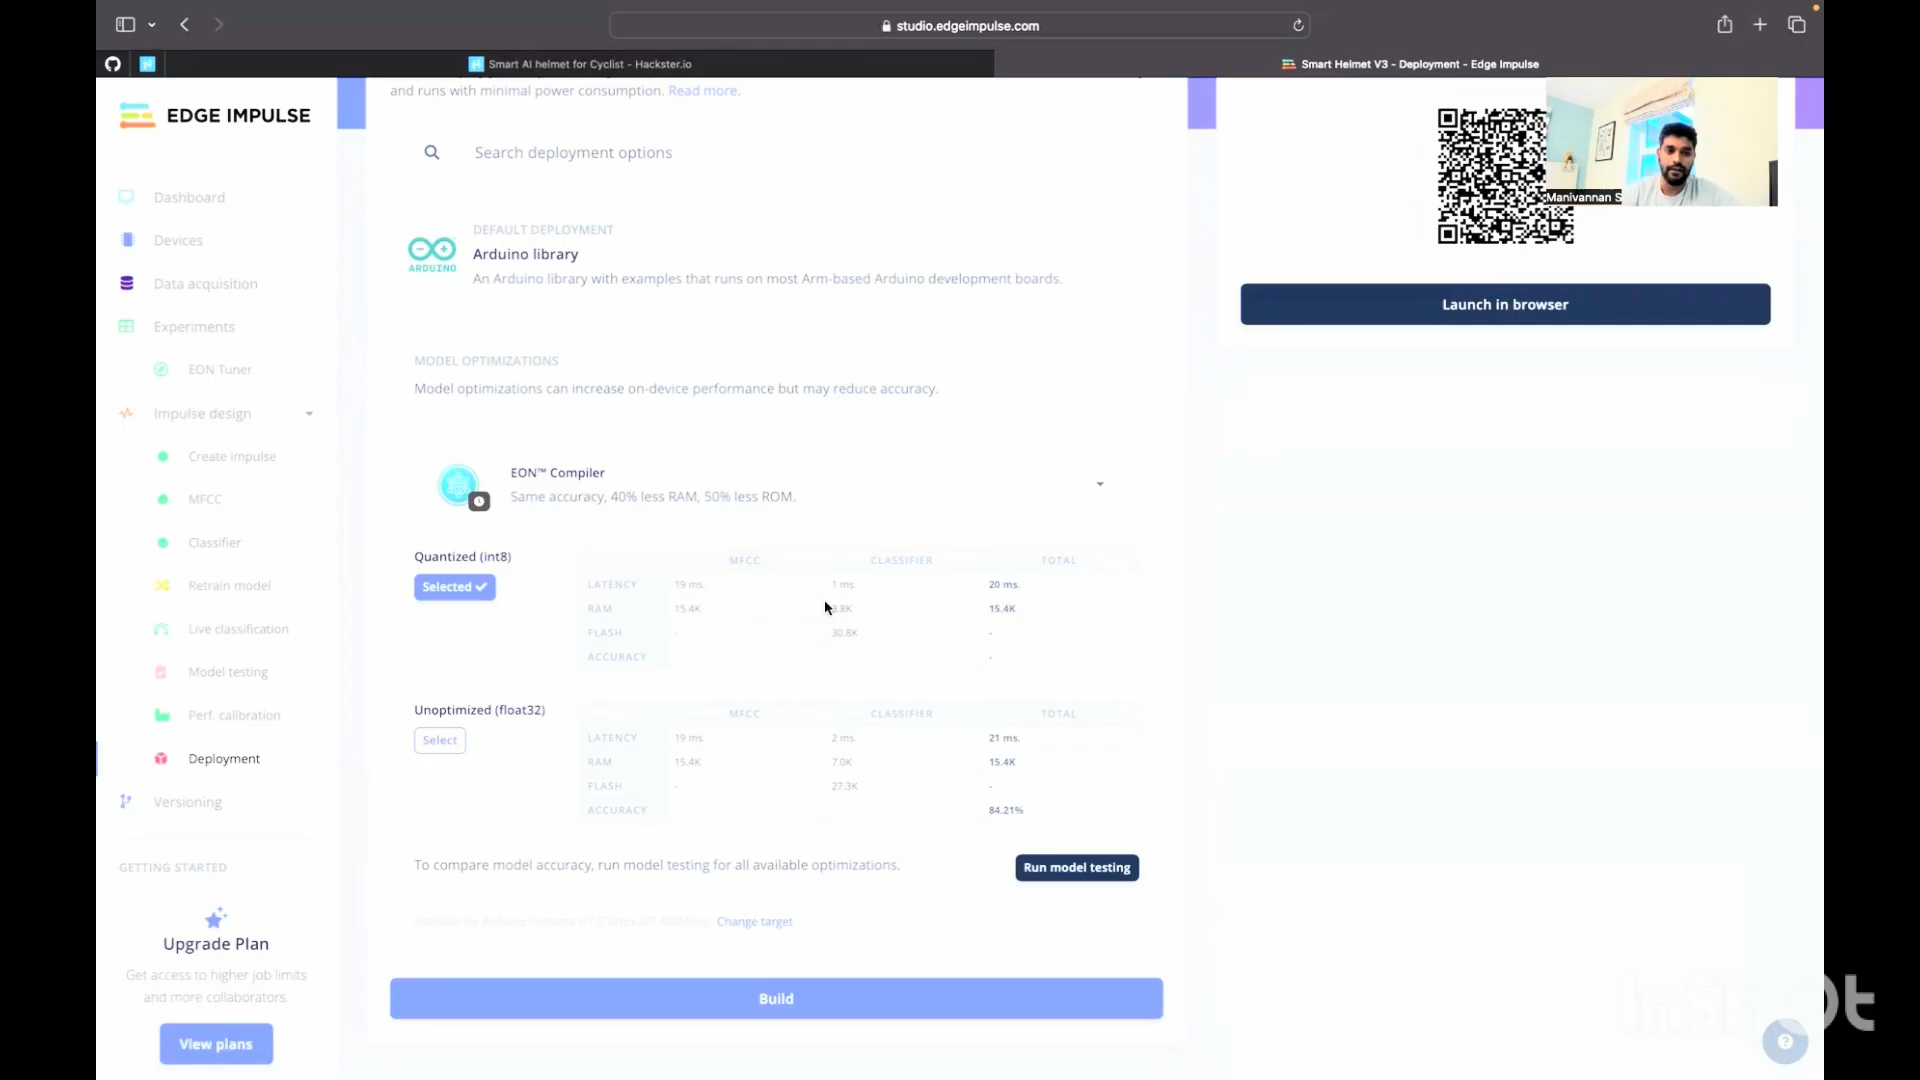 studio.edgeimpulse.com
Smart AI helmet for Cyclist - Hackster.io
Smart Helmet V3 - Deployment - Edge Impulse
EDGE IMPULSE
Dashboard
Devices
Data acquisition
Experiments
EON Tuner
Impulse design
Create impulse
MFCC
Classifier
Retrain model
Live classification
Model testing
Perf. calibration
Deployment
Versioning
GETTING STARTED
Upgrade Plan
Get access to higher job limits
and more collaborators.
View plans
and runs with minimal power consumption. Read more.
Search deployment options
ARDUINO
DEFAULT DEPLOYMENT
Arduino library
An Arduino library with examples that runs on most Arm-based Arduino development boards.
MODEL OPTIMIZATIONS
Model optimizations can increase on-device performance but may reduce accuracy.
EON™ Compiler
Same accuracy, 40% less RAM, 50% less ROM.
Quantized (int8)
Selected
MFCC CLASSIFIER TOTAL
LATENCY 19 ms. 1 ms. 20 ms.
RAM 15.4K 15.4K
FLASH - 30.8K -
ACCURACY -
Unoptimized (float32)
Select
MFCC CLASSIFIER TOTAL
LATENCY 19 ms. 2 ms. 21 ms.
RAM 15.4K 7.0K 15.4K
FLASH - 27.3K -
ACCURACY 84.21%
To compare model accuracy, run model testing for all available optimizations.
Run model testing
Change target
Build
Manivannan S
Launch in browser
InShot